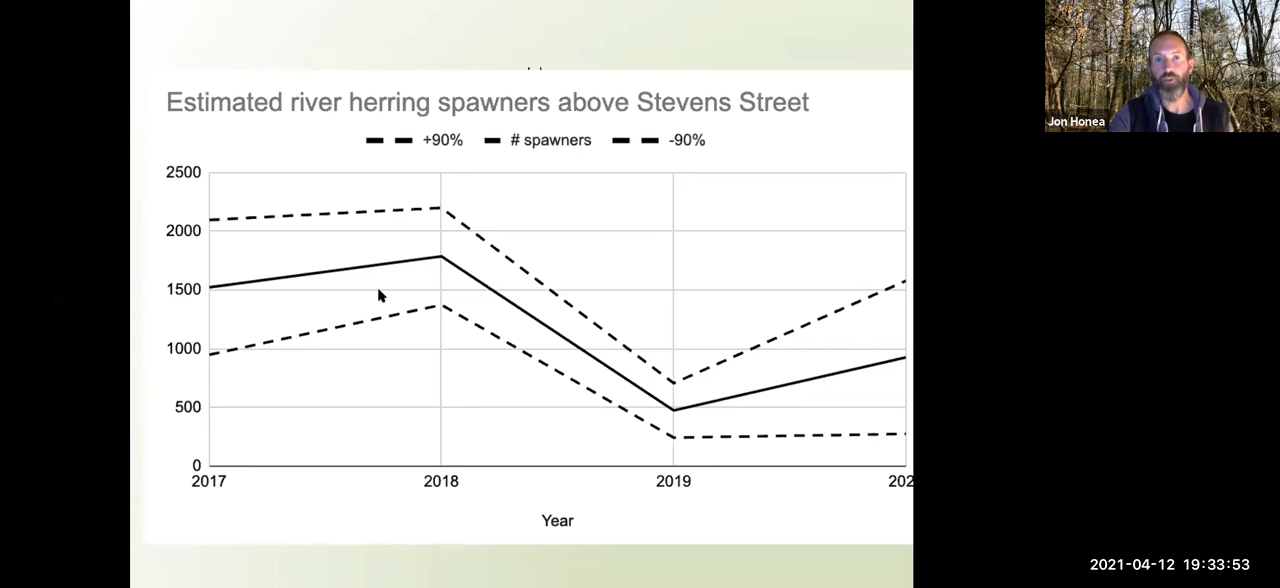 Estimated river herring spawners above Stevens Street
+90% # spawners -90%
2500
2000
1500
1000
500
0
2017 2018 2019 202
Year
Jon Honea
2021-04-12 19:33:53